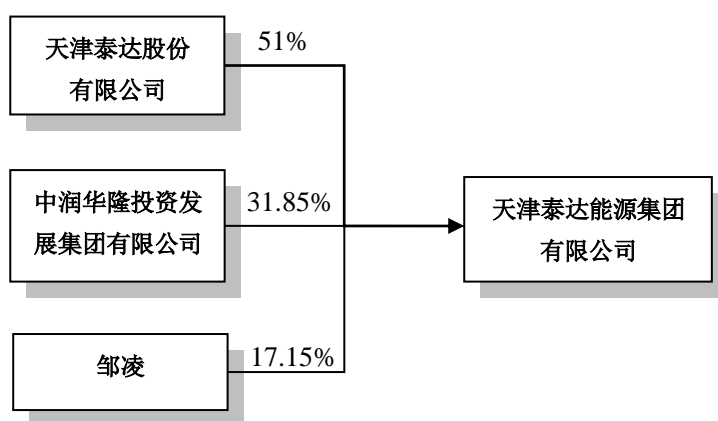 天津泰达股份
有限公司
51%
中润华隆投资发
展集团有限公司
31.85%
邹凌
17.15%
天津泰达能源集团
有限公司